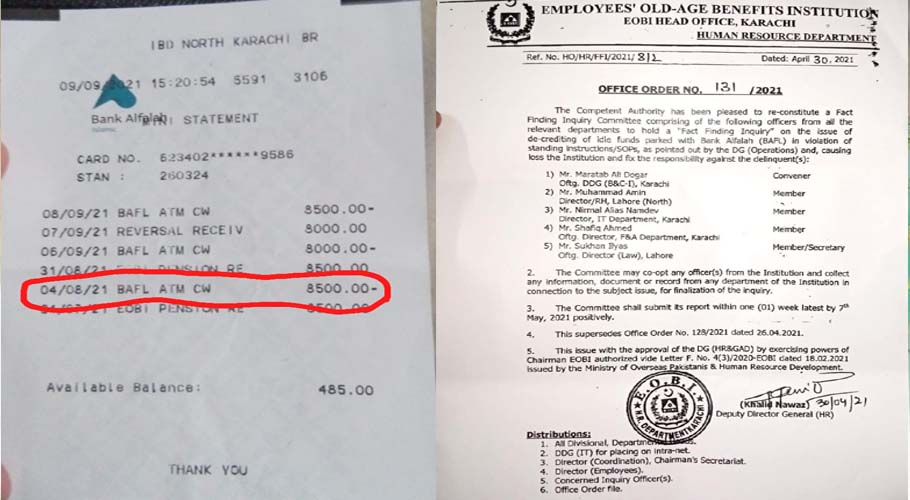 IBD NORTH KARACHI BR
09/09/2021 15:20:54 5591 3106
Bank Alfalah
Islamic
MINI STATEMENT
CARD NO. 623402******9586
STAN : 260324
08/09/21 BAFL ATM CW 8500.00-
07/09/21 REVERSAL RECEIV 8000.00
06/09/21 BAFL ATM CW 8000.00-
31/08/21 EOBI PENSION RE 8500.00
04/08/21 BAFL ATM CW 8500.00-
EOBI PENSION RE 8500.00
Available Balance: 485.00
THANK YOU
EMPLOYEES' OLD-AGE BENEFITS INSTITUTION
EOBI HEAD OFFICE, KARACHI
HUMAN RESOURCE DEPARTMENT
Ref. No. HO/HR/FFI/2021/812 Dated: April 30, 2021
OFFICE ORDER NO. 131 /2021
The Competent Authority has been pleased to re-constitute a Fact
Finding Inquiry Committee comprising of the following officers from all the
relevant departments to hold a "Fact Finding Inquiry" on the issue of
De-crediting of idle funds parked with Bank Alfalah (BAFL) in violation of
standing instructions/SOPs, as pointed out by the DG (Operations) and, causing
loss the Institution and fix the responsibility against the delinquent(s):
1) Mr. Maratab Ali Dogar Convener
Oftg. DDG (B&C-I), Karachi
2) Mr. Muhammad Amin Member
Director/RH, Lahore (North)
3) Mr. Nirmal Alias Namdev Member
Director, IT Department, Karachi
4) Mr. Shafiq Ahmed Member
Oftg. Director, F&A Department, Karachi
5) Mr. Sukhan Ilyas Member/Secretary
Oftg. Director (Law), Lahore
2. The Committee may co-opt any officer(s) from the Institution and collect
any information, document or record from any department of the Institution in
connection to the subject issue, for finalization of the inquiry.
3. The Committee shall submit its report within one (01) week latest by 7th
May, 2021 positively.
4. This supersedes Office Order No. 128/2021 dated 26.04.2021.
5. This issue with the approval of the DG (HR&GAD) by exercising powers of
Chairman EOBI authorized vide Letter F. No. 4(3)/2020-EOBI dated 18.02.2021
issued by the Ministry of Overseas Pakistanis & Human Resource Development.
E.O.B.I.
H.R. DEPARTMENT KARACHI
(Khalid Nawaz) 30/04/21
Deputy Director General (HR)
Distributions:
1. All Divisional, Departmental
2. DDG (IT) for placing on intra-net.
3. Director (Coordination), Chairman's Secretariat.
4. Director (Employees).
5. Concerned Inquiry Officer(s).
6. Office Order file.